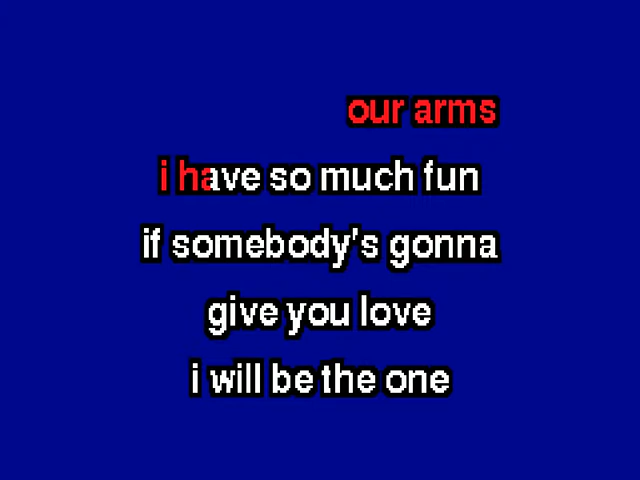 our arms
i have so much fun
if somebody's gonna
give you love
i will be the one